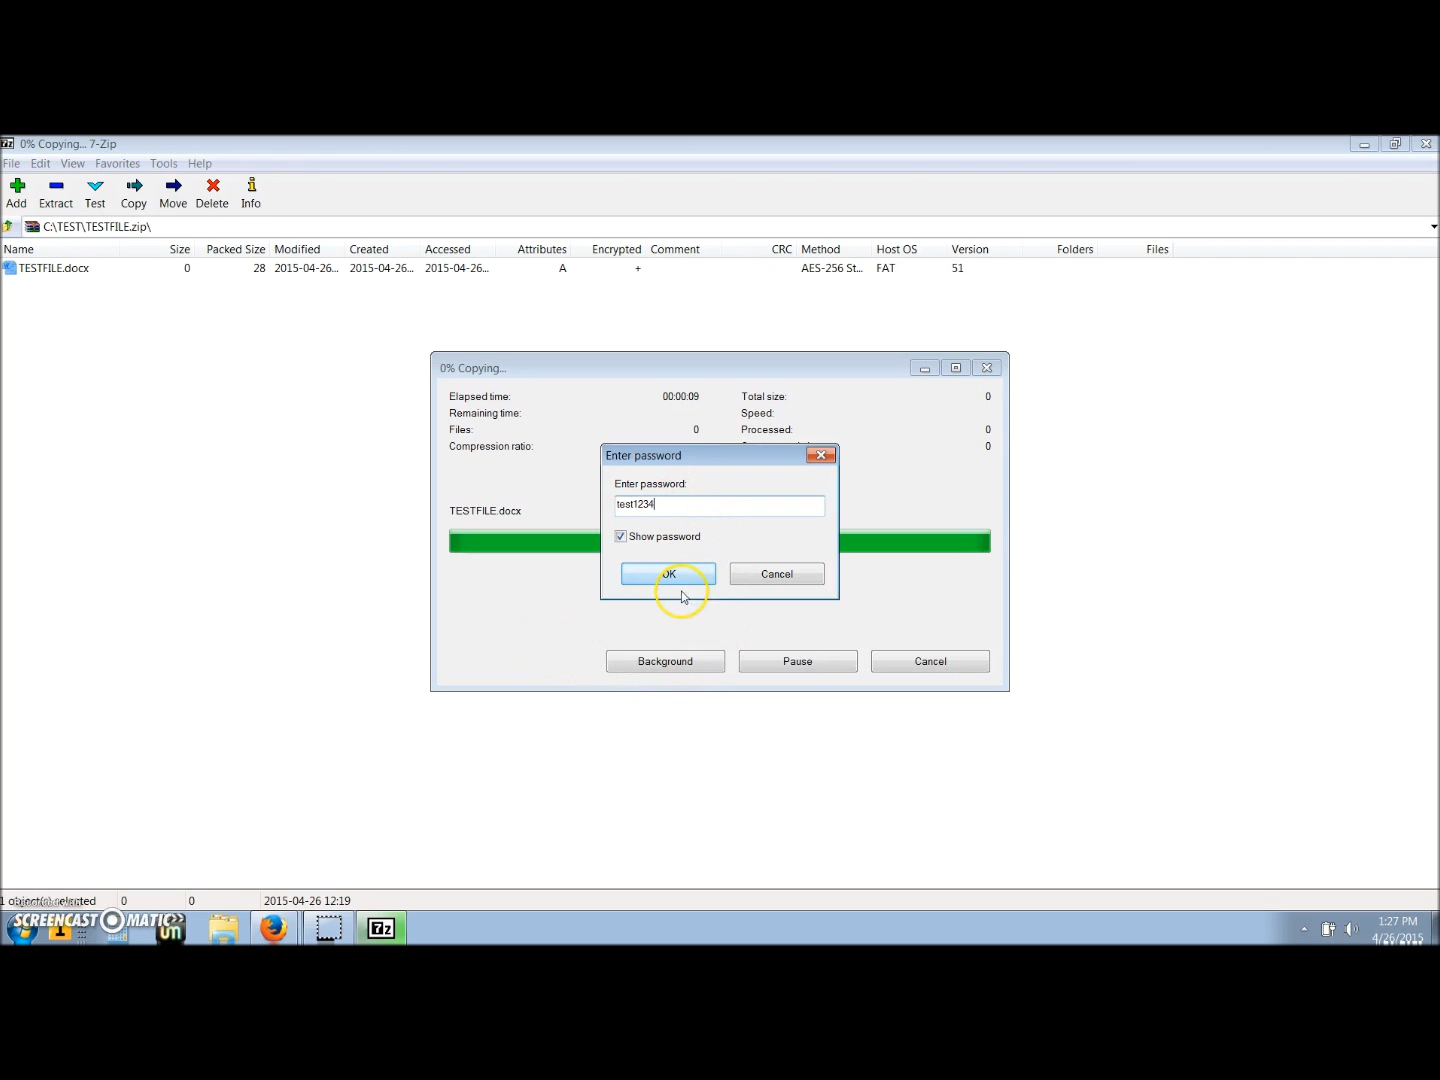 0% Copying... 7-Zip
File Edit View Favorites Tools Help
Add Extract Test Copy Move Delete Info
C:\TEST\TESTFILE.zip\
Name Size Packed Size Modified Created Accessed Attributes Encrypted Comment CRC Method Host OS Version Folders Files
TESTFILE.docx 0 28 2015-04-26... 2015-04-26... 2015-04-26... A + AES-256 St... FAT 51
0% Copying...
Elapsed time: 00:00:09 Total size: 0
Remaining time: Speed:
Files: 0 Processed: 0
Compression ratio: 0
Enter password
Enter password:
test1234
TESTFILE.docx
Show password
OK Cancel
Background Pause Cancel
1 object(s) selected 0 0 2015-04-26 12:19
SCREENCAST MATIC
UM
7z
1:27 PM
4/26/2015